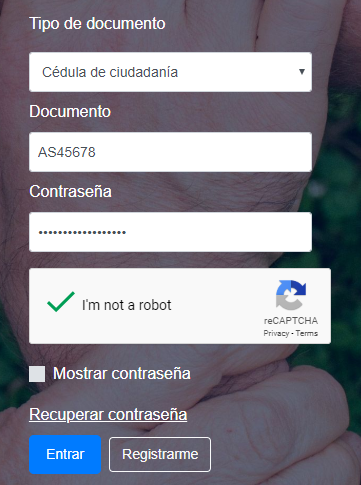 Tipo de documento
Cédula de ciudadanía
Documento
AS45678
Contraseña
••••••••••••••••••
I'm not a robot
reCAPTCHA
Privacy - Terms
Mostrar contraseña
Recuperar contraseña
Entrar Registrarme